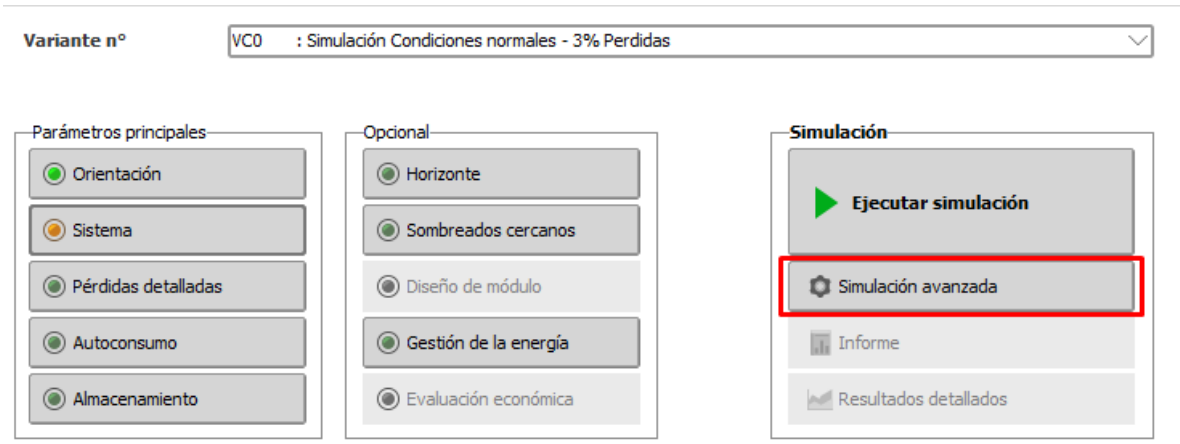 Variante nº
VC0 : Simulación Condiciones normales - 3% Perdidas
Parámetros principales
Orientación
Sistema
Pérdidas detalladas
Autoconsumo
Almacenamiento
Opcional
Horizonte
Sombreados cercanos
Diseño de módulo
Gestión de la energía
Evaluación económica
Simulación
Ejecutar simulación
Simulación avanzada
Informe
Resultados detallados